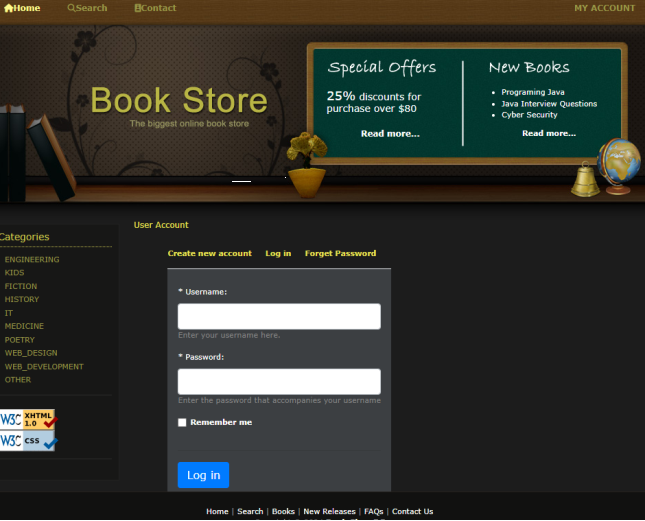 Home Search Contact MY ACCOUNT
Book Store
The biggest online book store
Special Offers
25% discounts for
purchase over $80
Read more...
New Books
Programing Java
Java Interview Questions
Cyber Security
Read more...
Categories
ENGINEERING
KIDS
FICTION
HISTORY
IT
MEDICINE
POETRY
WEB_DESIGN
WEB_DEVELOPMENT
OTHER
W3C XHTML
1.0
W3C CSS
User Account
Create new account Log in Forget Password
* Username:
Enter your username here.
* Password:
Enter the password that accompanies your username
Remember me
Log in
Home | Search | Books | New Releases | FAQs | Contact Us